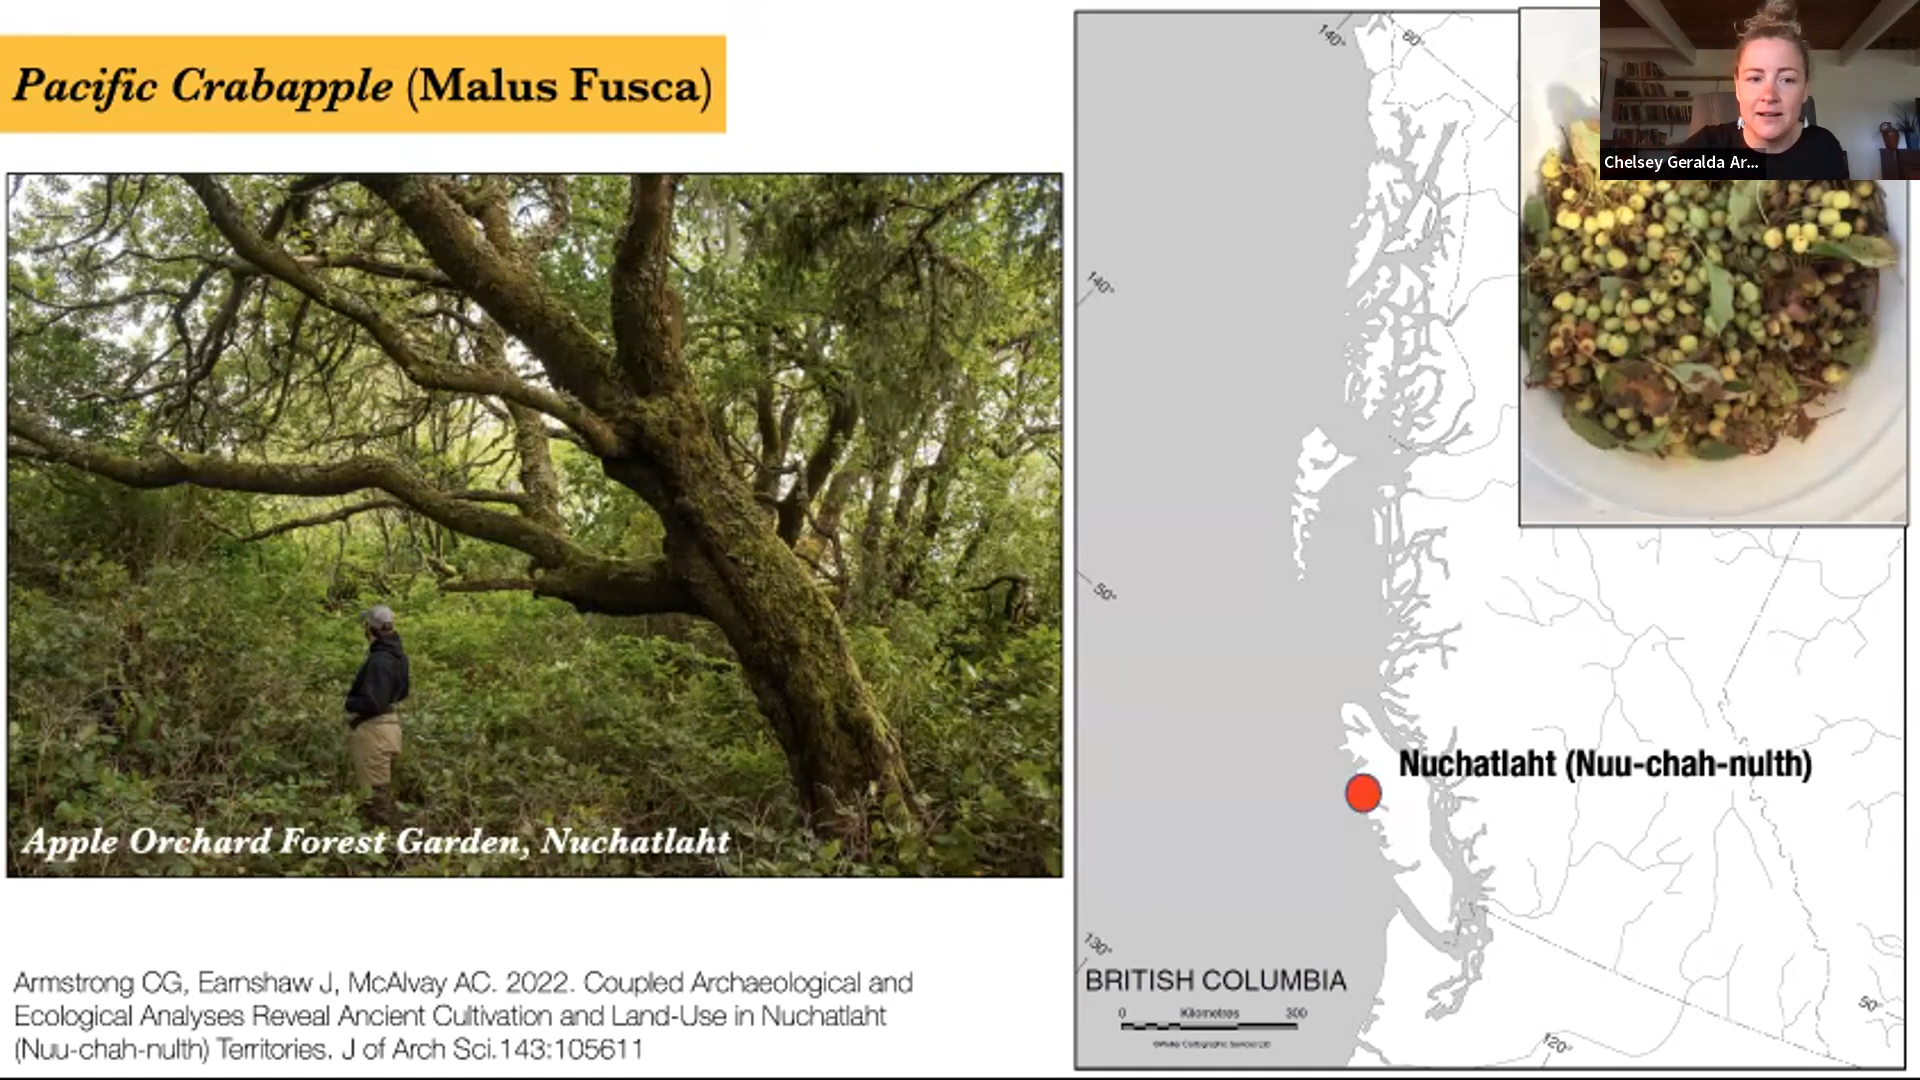 Pacific Crabapple (Malus Fusca)
Chelsey Geralda Ar...
140°
60°
140°
50°
Nuchatlaht (Nuu-chah-nulth)
Apple Orchard Forest Garden, Nuchatlaht
130°
BRITISH COLUMBIA
0 Kilometres 300
50°
120°
Armstrong CG, Earnshaw J, McAlvay AC. 2022. Coupled Archaeological and
Ecological Analyses Reveal Ancient Cultivation and Land-Use in Nuchatlaht
(Nuu-chah-nulth) Territories. J of Arch Sci.143:105611